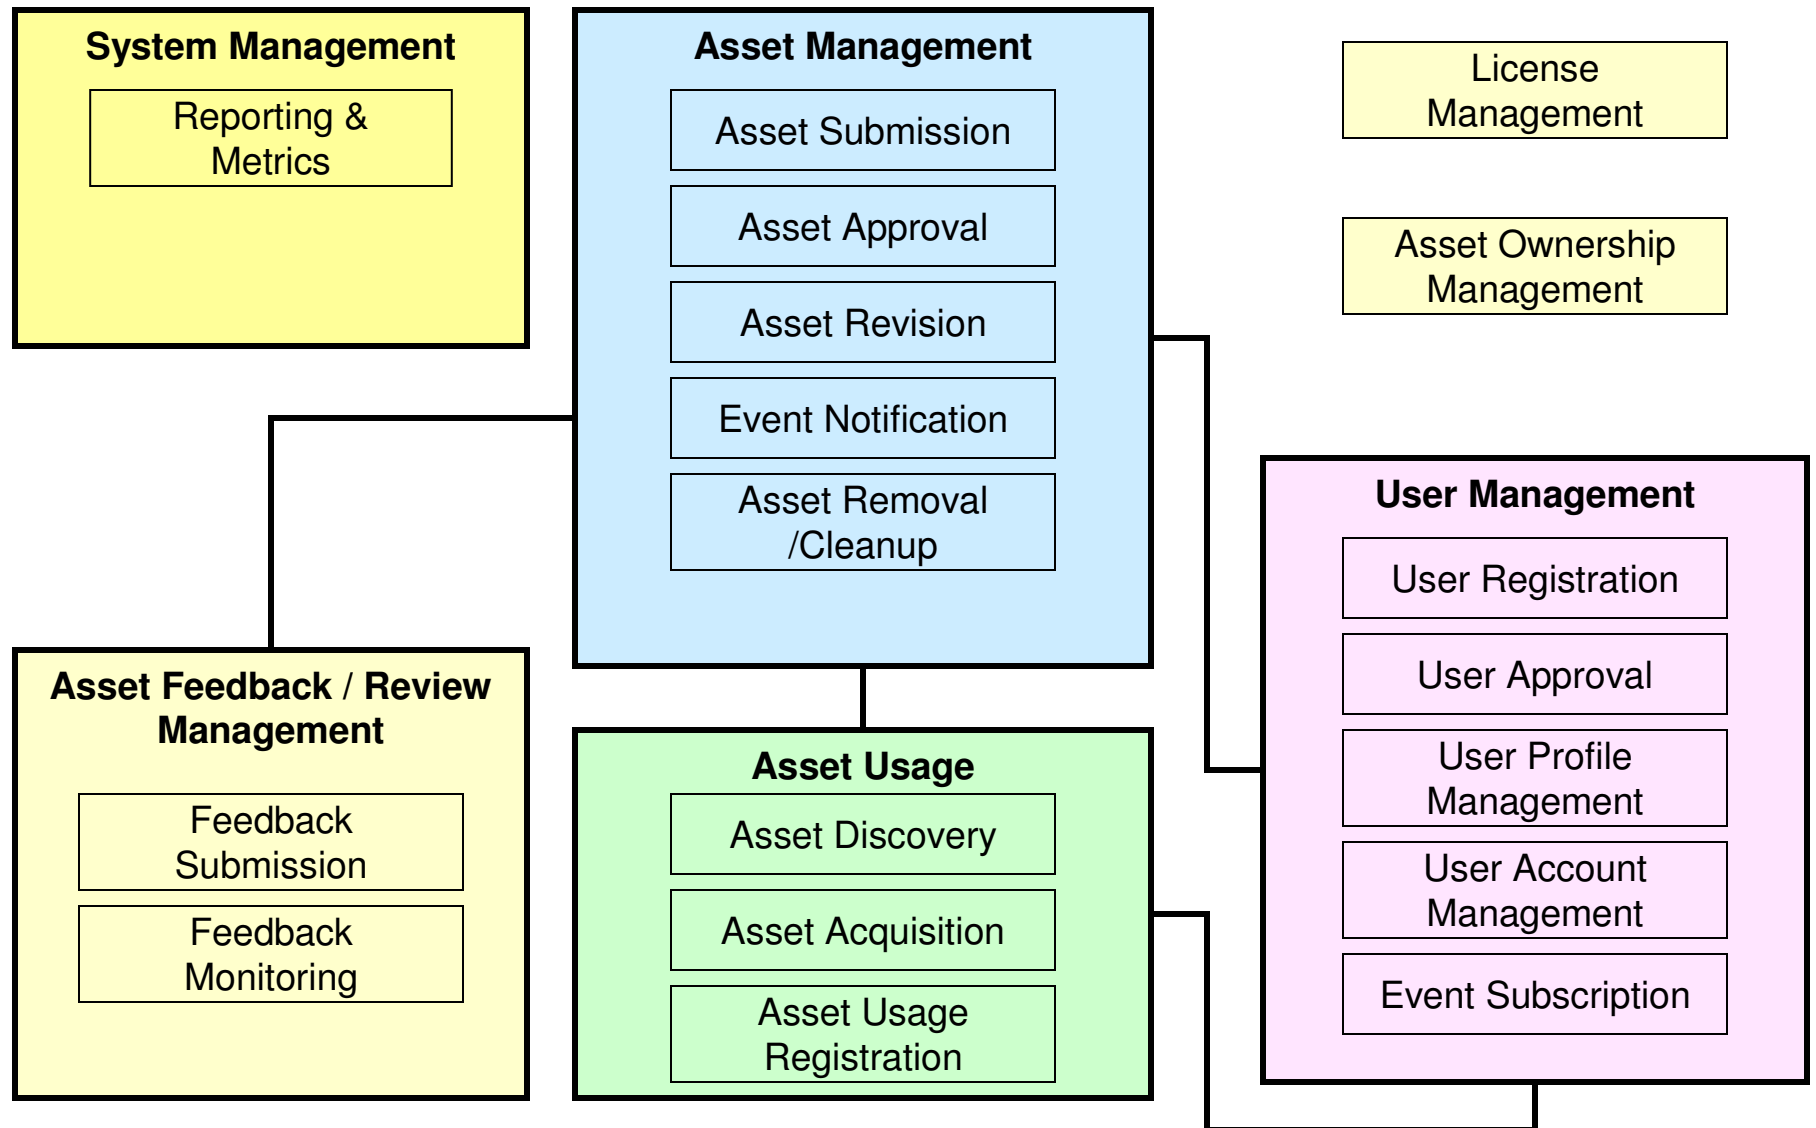 System Management
Reporting &
Metrics
Asset Management
Asset Submission
Asset Approval
Asset Revision
Event Notification
Asset Removal
/Cleanup
License
Management
Asset Ownership
Management
User Management
User Registration
User Approval
User Profile
Management
User Account
Management
Event Subscription
Asset Feedback / Review
Management
Feedback
Submission
Feedback
Monitoring
Asset Usage
Asset Discovery
Asset Acquisition
Asset Usage
Registration